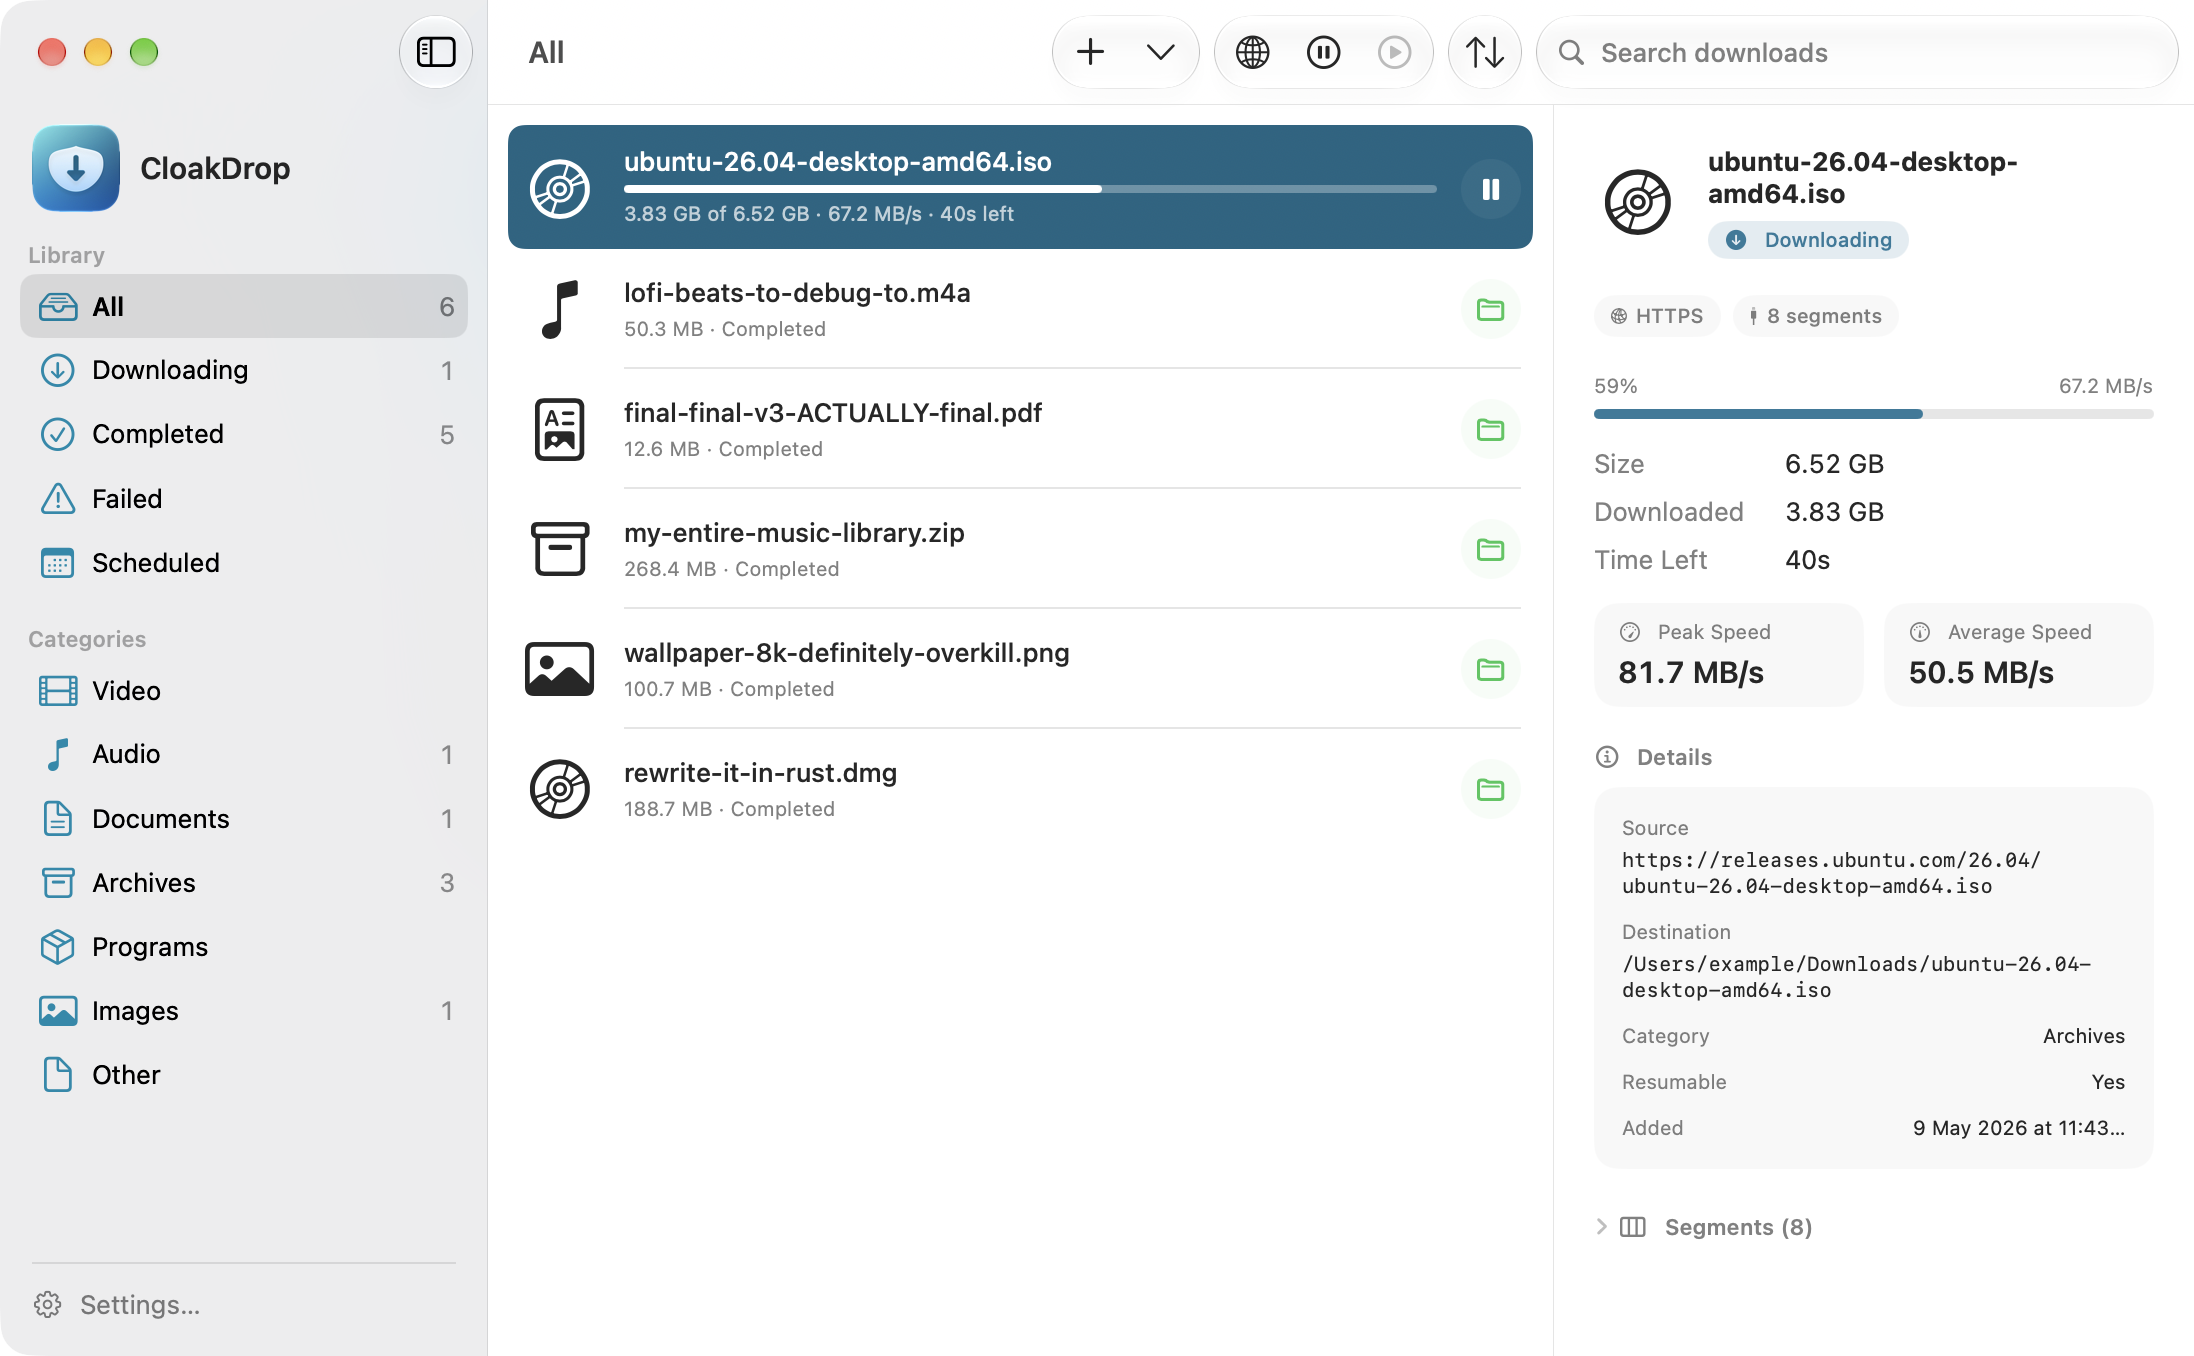 All
Search downloads
CloakDrop
Library
All 6
Downloading 1
Completed 5
Failed
Scheduled
Categories
Video
Audio 1
Documents 1
Archives 3
Programs
Images 1
Other
Settings...
ubuntu-26.04-desktop-amd64.iso
3.83 GB of 6.52 GB · 67.2 MB/s · 40s left
lofi-beats-to-debug-to.m4a
50.3 MB · Completed
final-final-v3-ACTUALLY-final.pdf
12.6 MB · Completed
my-entire-music-library.zip
268.4 MB · Completed
wallpaper-8k-definitely-overkill.png
100.7 MB · Completed
rewrite-it-in-rust.dmg
188.7 MB · Completed
ubuntu-26.04-desktop-
amd64.iso
Downloading
HTTPS 8 segments
59% 67.2 MB/s
Size 6.52 GB
Downloaded 3.83 GB
Time Left 40s
Peak Speed Average Speed
81.7 MB/s 50.5 MB/s
Details
Source
https://releases.ubuntu.com/26.04/
ubuntu-26.04-desktop-amd64.iso
Destination
/Users/example/Downloads/ubuntu-26.04-
desktop-amd64.iso
Category Archives
Resumable Yes
Added 9 May 2026 at 11:43...
Segments (8)